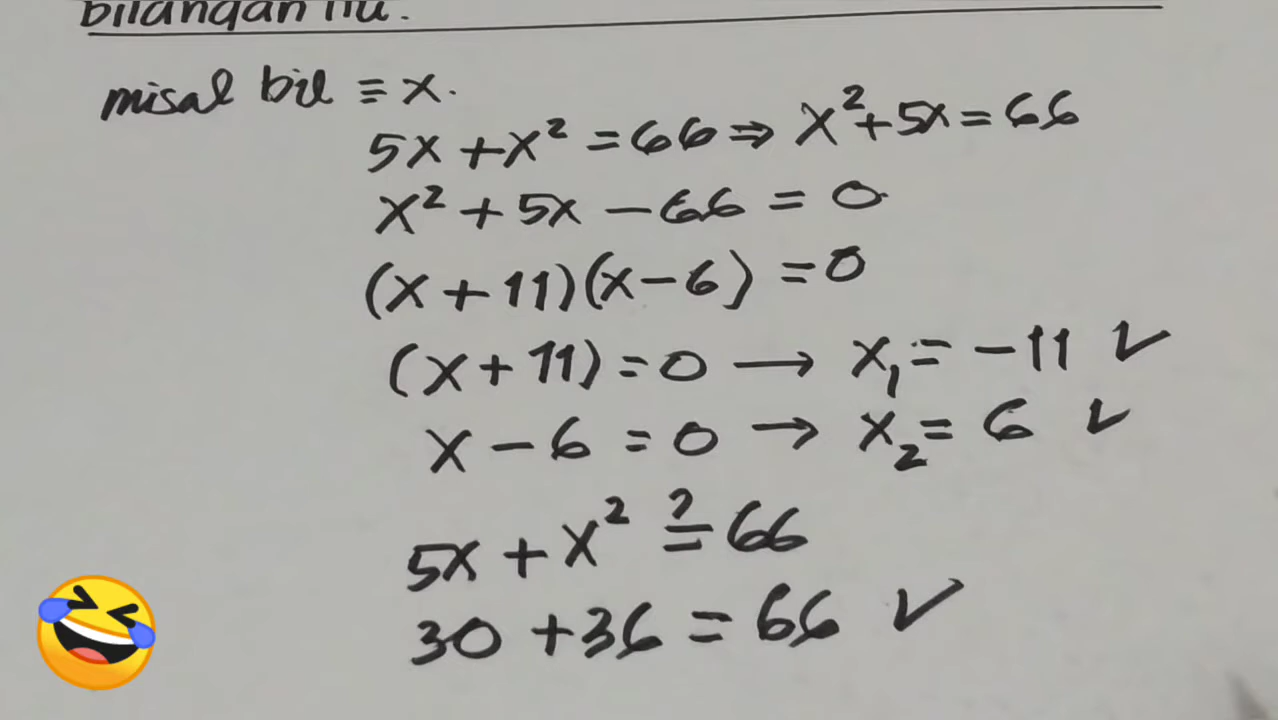 bilangan itu.
misal bil = x.
5x + x² = 66 ⇒ x² + 5x = 66
x² + 5x - 66 = 0
(x + 11)(x - 6) = 0
(x + 11) = 0 → x₁ = -11 ✓
x - 6 = 0 → x₂ = 6 ✓
5x + x² ≟ 66
30 + 36 = 66 ✓